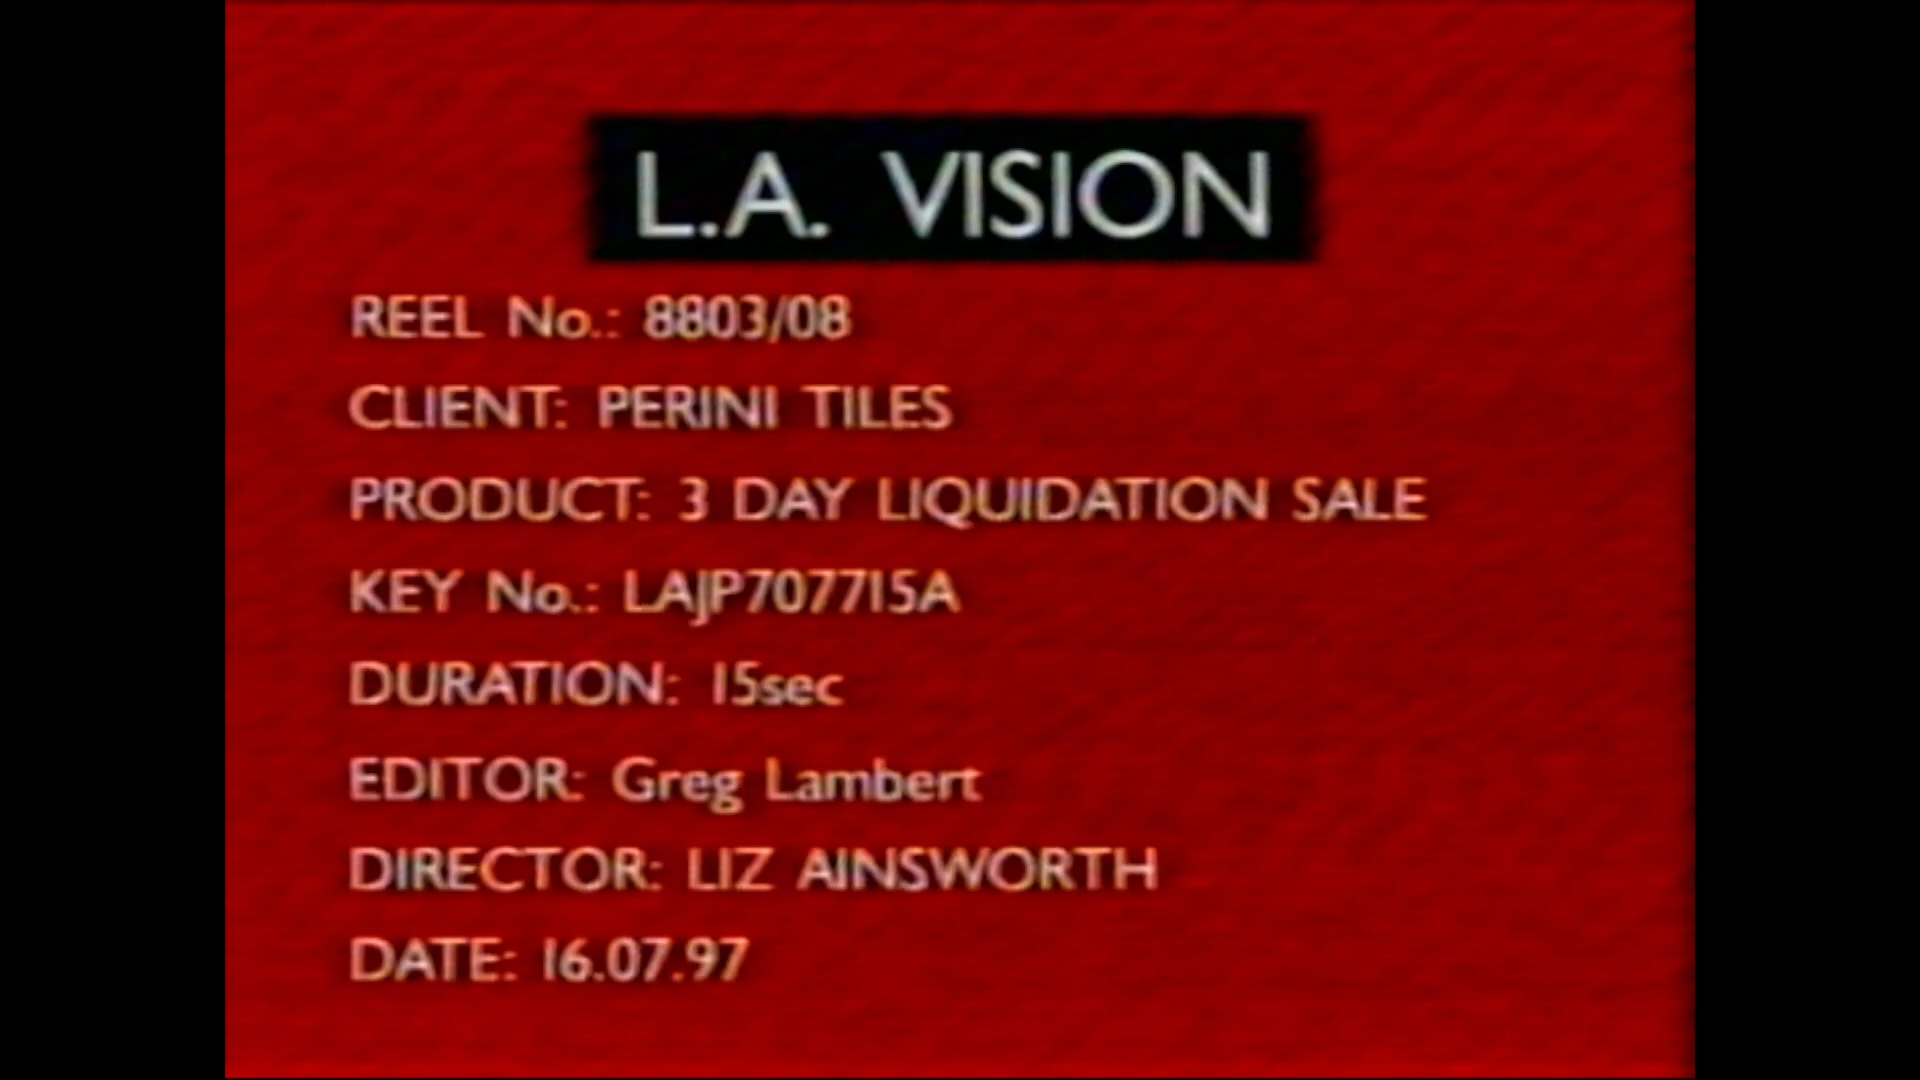 L.A. VISION
REEL No.: 8803/08
CLIENT: PERINI TILES
PRODUCT: 3 DAY LIQUIDATION SALE
KEY No.: LAJP707715A
DURATION: 15sec
EDITOR: Greg Lambert
DIRECTOR: LIZ AINSWORTH
DATE: 16.07.97